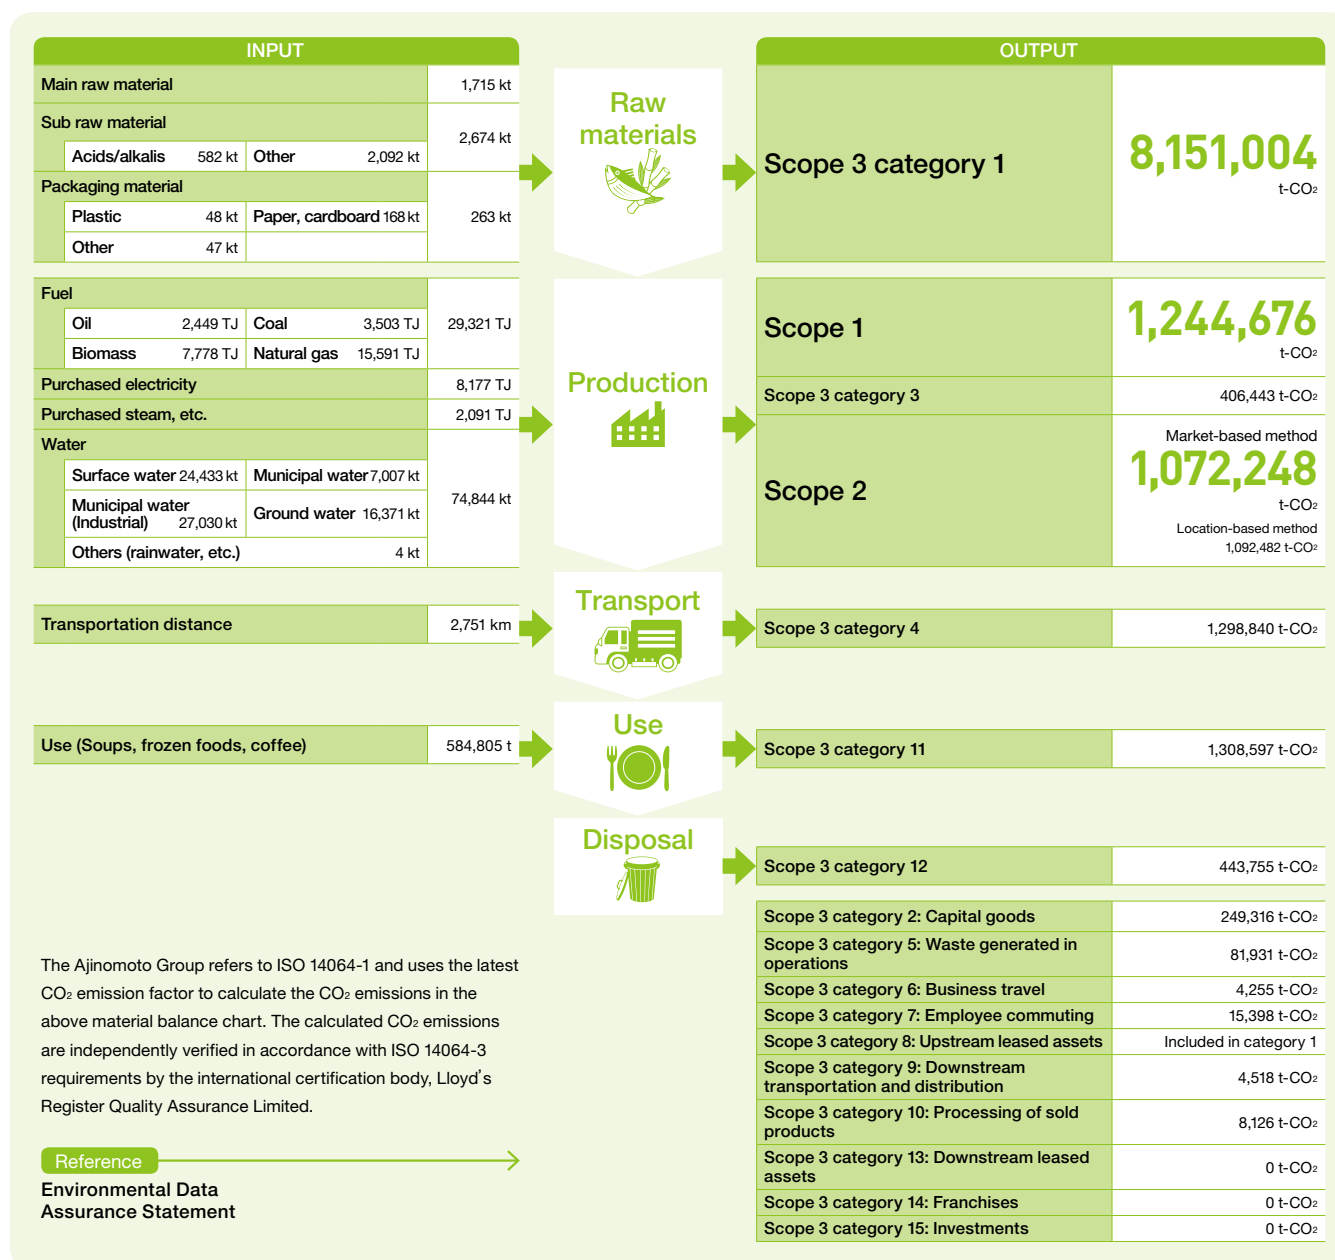 INPUT
Main raw material 1,715 kt
Sub raw material 2,674 kt
Acids/alkalis 582 kt Other 2,092 kt
Packaging material 263 kt
Plastic 48 kt Paper, cardboard 168 kt
Other 47 kt
Fuel 29,321 TJ
Oil 2,449 TJ Coal 3,503 TJ
Biomass 7,778 TJ Natural gas 15,591 TJ
Purchased electricity 8,177 TJ
Purchased steam, etc. 2,091 TJ
Water 74,844 kt
Surface water 24,433 kt Municipal water 7,007 kt
Municipal water
(Industrial) 27,030 kt Ground water 16,371 kt
Others (rainwater, etc.) 4 kt
Transportation distance 2,751 km
Use (Soups, frozen foods, coffee) 584,805 t
Raw
materials
Production
Transport
Use
Disposal
OUTPUT
Scope 3 category 1 8,151,004
t-CO2
Scope 1 1,244,676
t-CO2
Scope 3 category 3 406,443 t-CO2
Scope 2
Market-based method
1,072,248
t-CO2
Location-based method
1,092,482 t-CO2
Scope 3 category 4 1,298,840 t-CO2
Scope 3 category 11 1,308,597 t-CO2
Scope 3 category 12 443,755 t-CO2
Scope 3 category 2: Capital goods 249,316 t-CO2
Scope 3 category 5: Waste generated in
operations 81,931 t-CO2
Scope 3 category 6: Business travel 4,255 t-CO2
Scope 3 category 7: Employee commuting 15,398 t-CO2
Scope 3 category 8: Upstream leased assets Included in category 1
Scope 3 category 9: Downstream
transportation and distribution 4,518 t-CO2
Scope 3 category 10: Processing of sold
products 8,126 t-CO2
Scope 3 category 13: Downstream leased
assets 0 t-CO2
Scope 3 category 14: Franchises 0 t-CO2
Scope 3 category 15: Investments 0 t-CO2
The Ajinomoto Group refers to ISO 14064-1 and uses the latest
CO2 emission factor to calculate the CO2 emissions in the
above material balance chart. The calculated CO2 emissions
are independently verified in accordance with ISO 14064-3
requirements by the international certification body, Lloyd's
Register Quality Assurance Limited.
Reference
Environmental Data
Assurance Statement